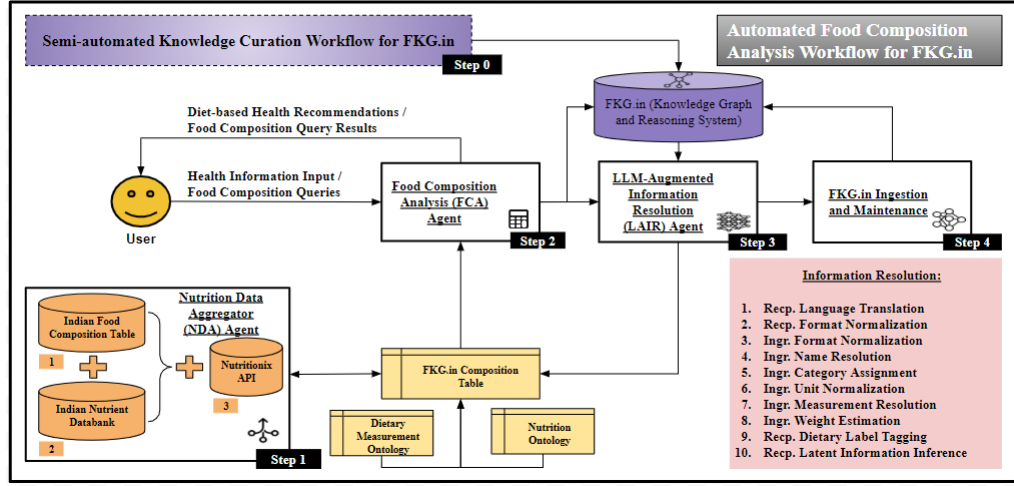 Semi-automated Knowledge Curation Workflow for FKG.in
Step 0
Automated Food Composition
Analysis Workflow for FKG.in
FKG.in (Knowledge Graph
and Reasoning System)
Diet-based Health Recommendations /
Food Composition Query Results
Health Information Input /
Food Composition Queries
User
Food Composition
Analysis (FCA)
Agent
Step 2
LLM-Augmented
Information
Resolution
(LAIR) Agent
Step 3
FKG.in Ingestion
and Maintenance
Step 4
Nutrition Data
Aggregator
(NDA) Agent
Indian Food
Composition Table
1
Indian Nutrient
Databank
2
Nutritionix
API
3
Step 1
FKG.in Composition
Table
Dietary
Measurement
Ontology
Nutrition
Ontology
Information Resolution:
1. Recp. Language Translation
2. Recp. Format Normalization
3. Ingr. Format Normalization
4. Ingr. Name Resolution
5. Ingr. Category Assignment
6. Ingr. Unit Normalization
7. Ingr. Measurement Resolution
8. Ingr. Weight Estimation
9. Recp. Dietary Label Tagging
10. Recp. Latent Information Inference